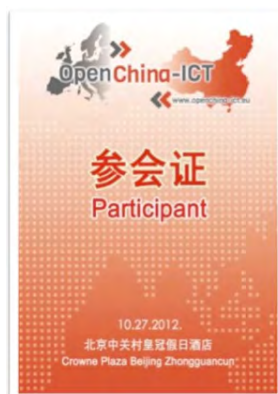 OpenChina-ICT
www.openchina-ict.eu
参会证
Participant
10.27.2012.
北京中关村皇冠假日酒店
Crowne Plaza Beijing Zhongguancun